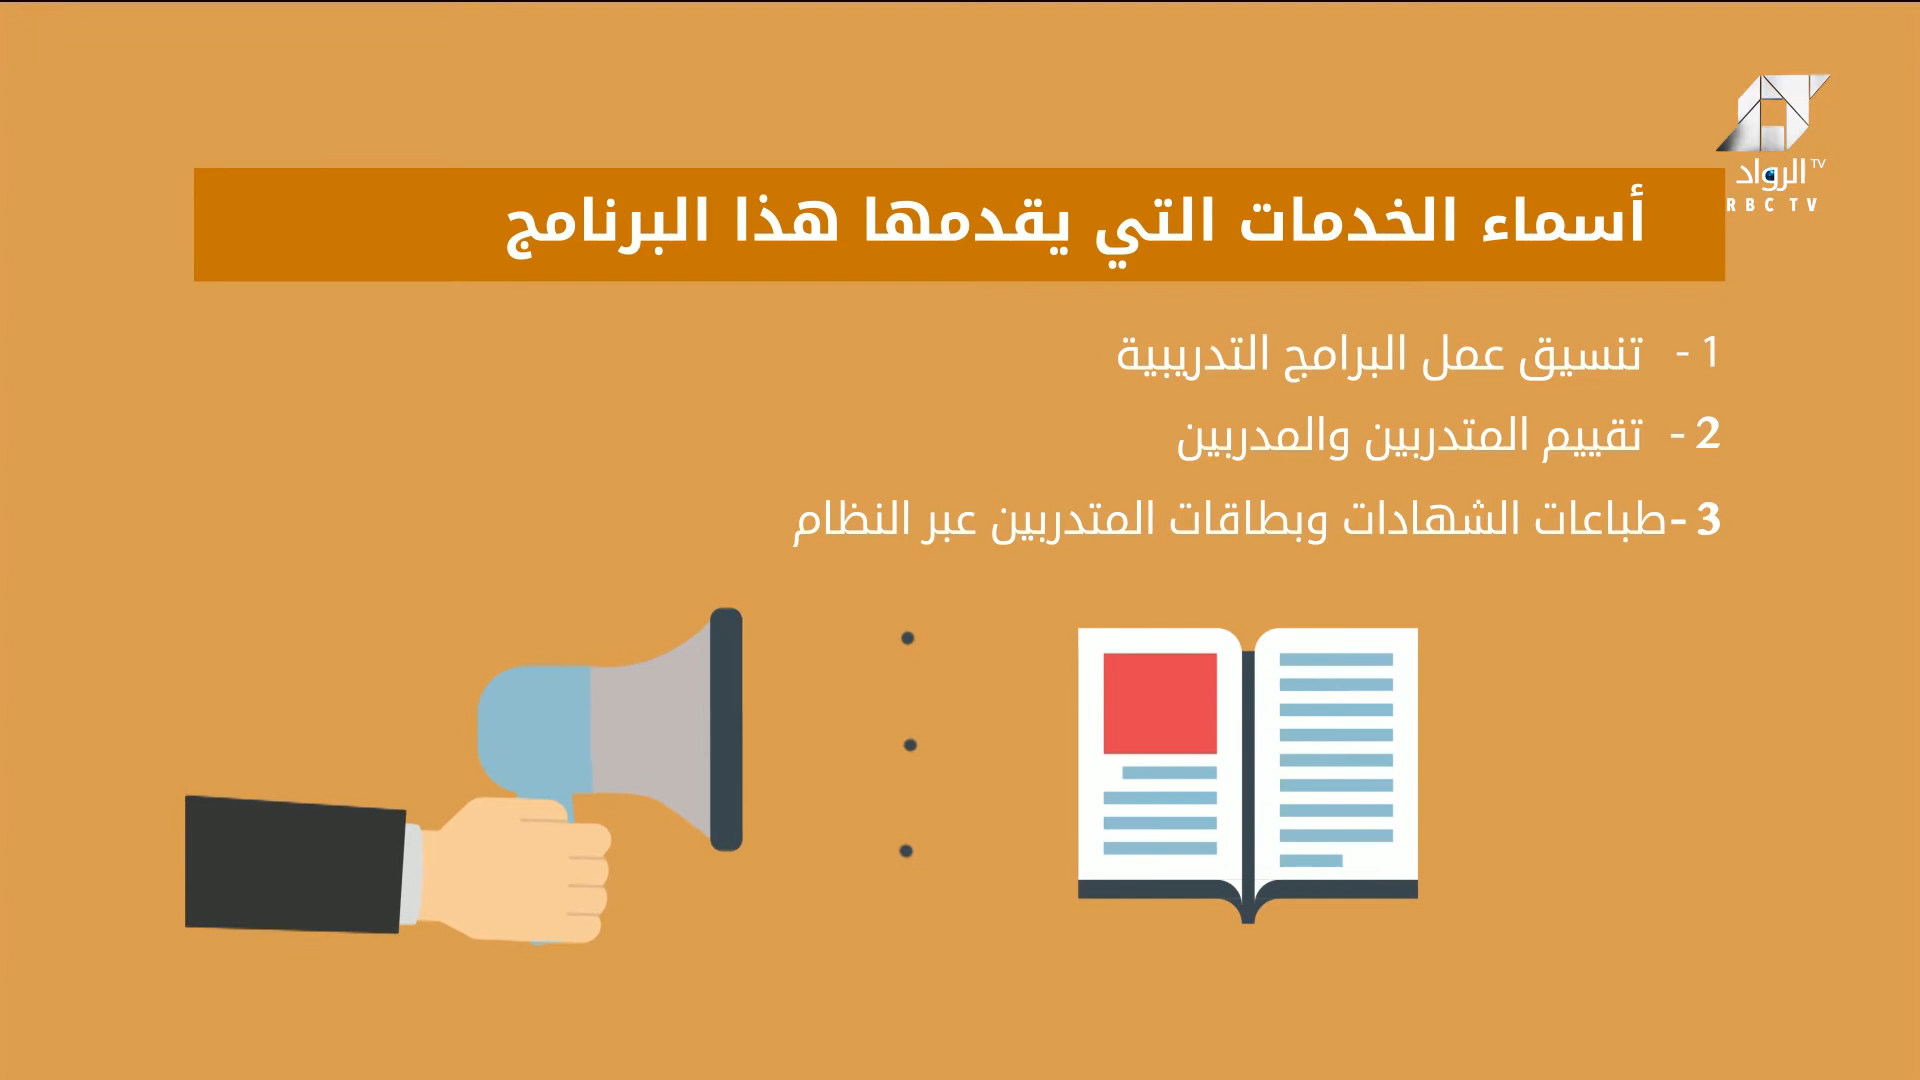 الرواد TV
RBC TV
أسماء الخدمات التي يقدمها هذا البرنامج
1 - تنسيق عمل البرامج التدريبية
2 - تقييم المتدربين والمدربين
3 -طباعات الشهادات وبطاقات المتدربين عبر النظام